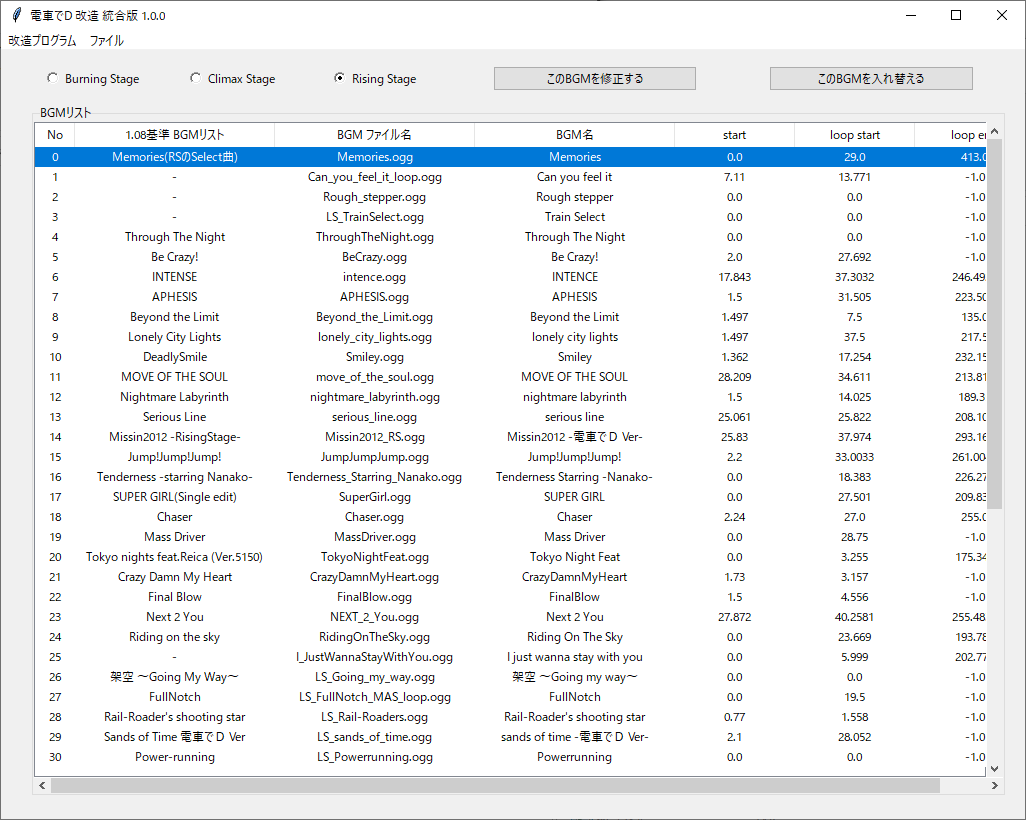 電車でD 改造 統合版 1.0.0
改造プログラム ファイル
Burning Stage Climax Stage Rising Stage このBGMを修正する このBGMを入れ替える
BGMリスト
No 1.08基準 BGMリスト BGM ファイル名 BGM名 start loop start loop
0 Memories(RSのSelect曲) Memories.ogg Memories 0.0 29.0 413.0
1 - Can_you_feel_it_loop.ogg Can you feel it 7.11 13.771 -1.0
2 - Rough_stepper.ogg Rough stepper 0.0 0.0 -1.0
3 - LS_TrainSelect.ogg Train Select 0.0 0.0 -1.0
4 Through The Night ThroughTheNight.ogg Through The Night 0.0 0.0 -1.0
5 Be Crazy! BeCrazy.ogg Be Crazy! 2.0 27.692 -1.0
6 INTENSE intence.ogg INTENCE 17.843 37.3032 246.49
7 APHESIS APHESIS.ogg APHESIS 1.5 31.505 223.50
8 Beyond the Limit Beyond_the_Limit.ogg Beyond the Limit 1.497 7.5 135.0
9 Lonely City Lights lonely_city_lights.ogg lonely city lights 1.497 37.5 217.5
10 DeadlySmile Smiley.ogg Smiley 1.362 17.254 232.15
11 MOVE OF THE SOUL move_of_the_soul.ogg MOVE OF THE SOUL 28.209 34.611 213.81
12 Nightmare Labyrinth nightmare_labyrinth.ogg nightmare labyrinth 1.5 14.025 189.3
13 Serious Line serious_line.ogg serious line 25.061 25.822 208.10
14 Missin2012 -RisingStage- Missin2012_RS.ogg Missin2012 -電車でＤ Ver- 25.83 37.974 293.16
15 Jump!Jump!Jump! JumpJumpJump.ogg Jump!Jump!Jump! 2.2 33.0033 261.004
16 Tenderness -starring Nanako- Tenderness_Starring_Nanako.ogg Tenderness Starring -Nanako- 0.0 18.383 226.27
17 SUPER GIRL(Single edit) SuperGirl.ogg SUPER GIRL 0.0 27.501 209.83
18 Chaser Chaser.ogg Chaser 2.24 27.0 255.0
19 Mass Driver MassDriver.ogg Mass Driver 0.0 28.75 -1.0
20 Tokyo nights feat.Reica (Ver.5150) TokyoNightFeat.ogg Tokyo Night Feat 0.0 3.255 175.34
21 Crazy Damn My Heart CrazyDamnMyHeart.ogg CrazyDamnMyHeart 1.73 3.157 -1.0
22 Final Blow FinalBlow.ogg FinalBlow 1.5 4.556 -1.0
23 Next 2 You NEXT_2_You.ogg Next 2 You 27.872 40.2581 255.48
24 Riding on the sky RidingOnTheSky.ogg Riding On The Sky 0.0 23.669 193.78
25 - I_JustWannaStayWithYou.ogg I just wanna stay with you 0.0 5.999 202.77
26 架空 ～Going My Way～ LS_Going_my_way.ogg 架空 ～Going my way～ 0.0 0.0 -1.0
27 FullNotch LS_FullNotch_MAS_loop.ogg FullNotch 0.0 19.5 -1.0
28 Rail-Roader's shooting star LS_Rail-Roaders.ogg Rail-Roader's shooting star 0.77 1.558 -1.0
29 Sands of Time 電車でＤ Ver LS_sands_of_time.ogg sands of time -電車でＤ Ver- 2.1 28.052 -1.0
30 Power-running LS_Powerrunning.ogg Powerrunning 0.0 0.0 -1.0